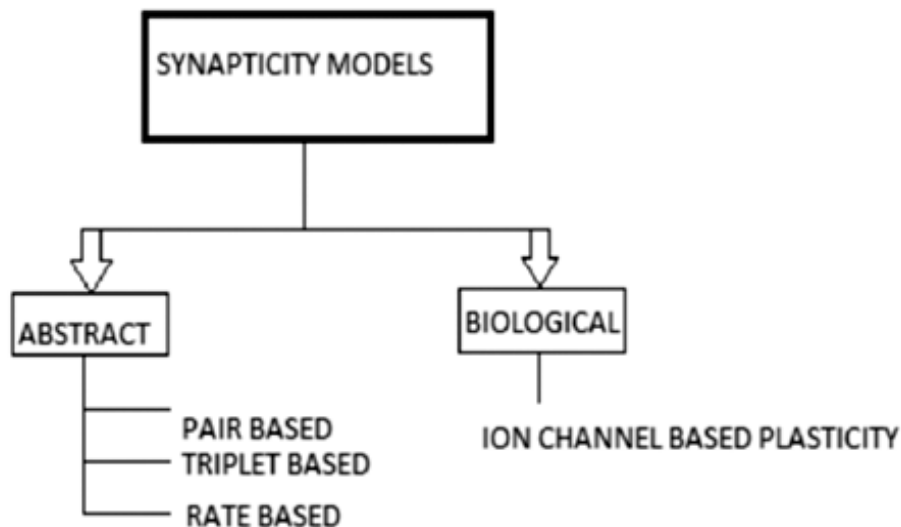 SYNAPTICITY MODELS
ABSTRACT
BIOLOGICAL
PAIR BASED
TRIPLET BASED
RATE BASED
ION CHANNEL BASED PLASTICITY